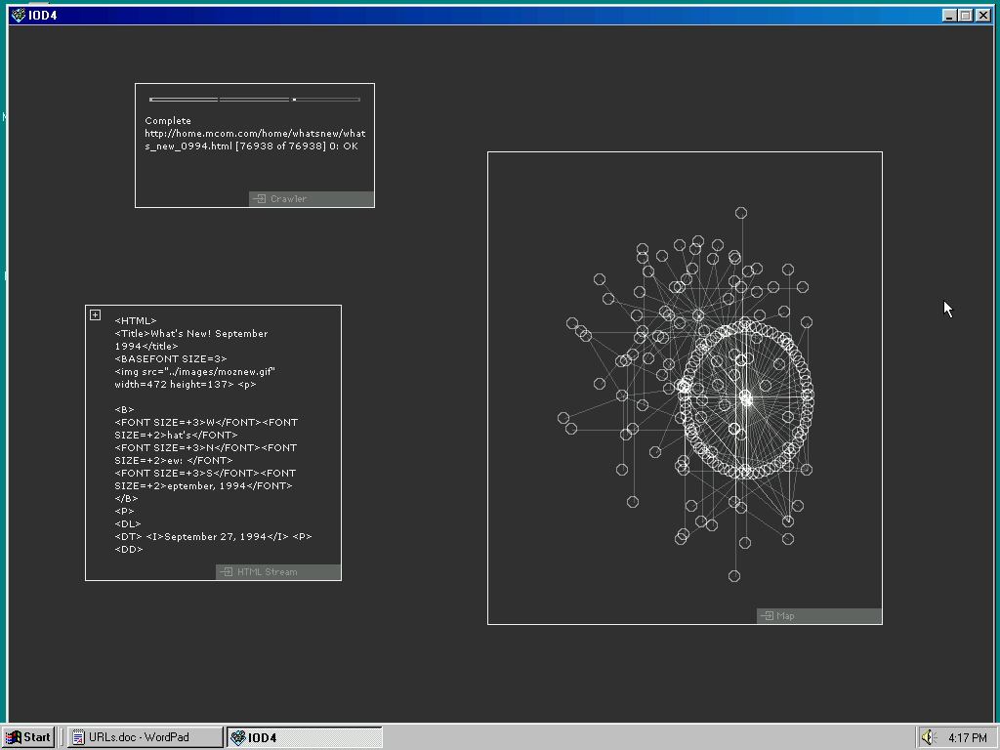 IOD4
Complete
http://home.mcom.com/home/whatsnew/what
s_new_0994.html [76938 of 76938] 0: OK
Crawler
<HTML>
<Title>What's New! September
1994</title>
<BASEFONT SIZE=3>
<img src="../images/moznew.gif"
width=472 height=137> <p>
<B>
<FONT SIZE=+3>W</FONT><FONT
SIZE=+2>hat's</FONT>
<FONT SIZE=+3>N</FONT><FONT
SIZE=+2>ew: </FONT>
<FONT SIZE=+3>S</FONT><FONT
SIZE=+2>eptember, 1994</FONT>
</B>
<P>
<DL>
<DT> <I>September 27, 1994</I> <P>
<DD>
HTML Stream
Map
Start
URLs.doc - WordPad
IOD4
4:17 PM